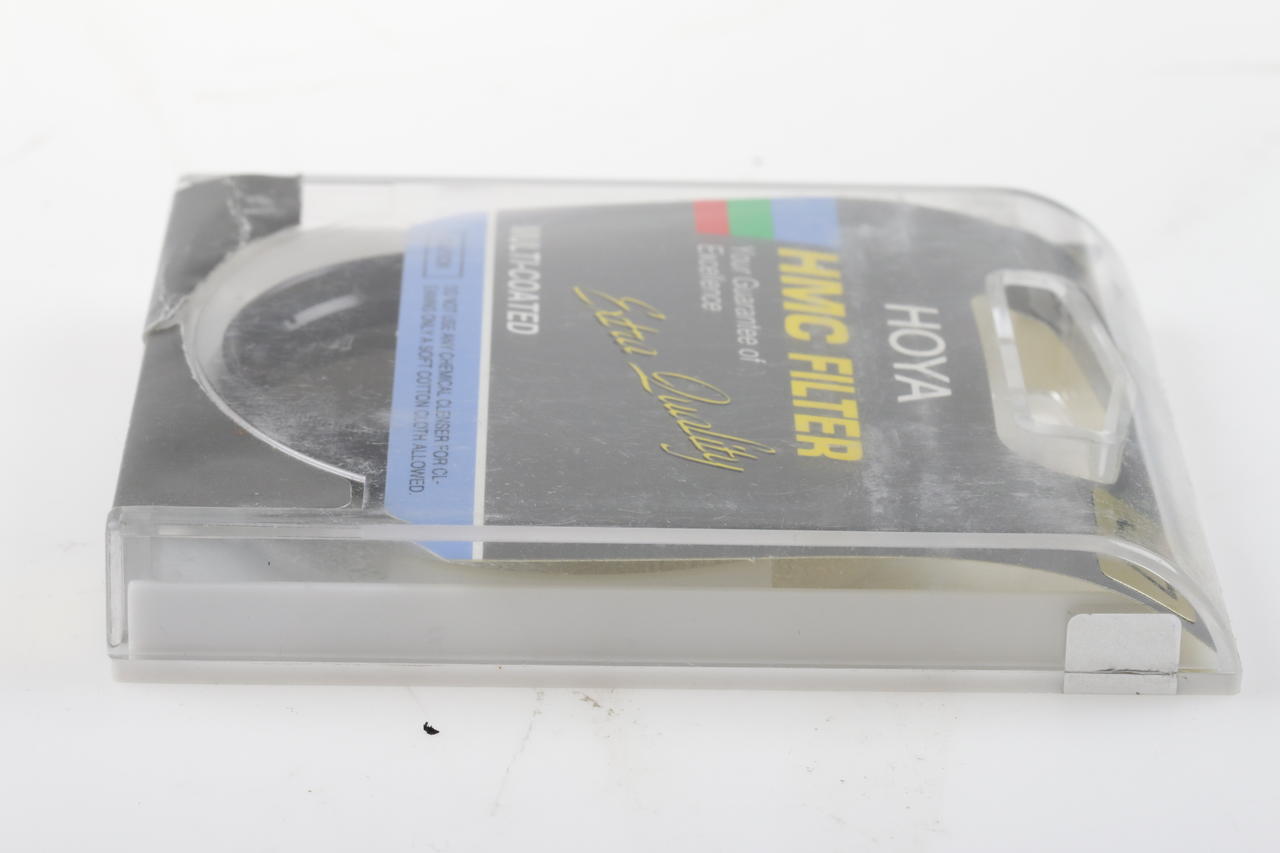 HOYA
HMC FILTER
Your Guarantee of
Excellence
Extra Quality
MULTI-COATED
DO NOT USE ANY CHEMICAL CLENSER FOR CL-
EANING ONLY A SOFT COTTON CLOTH ALLOWED.